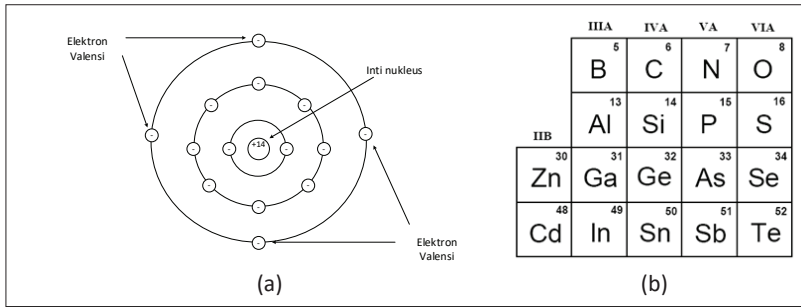 Elektron
Valensi
Inti nukleus
+14
- - - - - - - - - - - - - -
Elektron
Valensi
(a)
IIIA IVA VA VIA
5 6 7 8
B C N O
13 14 15 16
Al Si P S
IIB
30 31 32 33 34
Zn Ga Ge As Se
48 49 50 51 52
Cd In Sn Sb Te
(b)